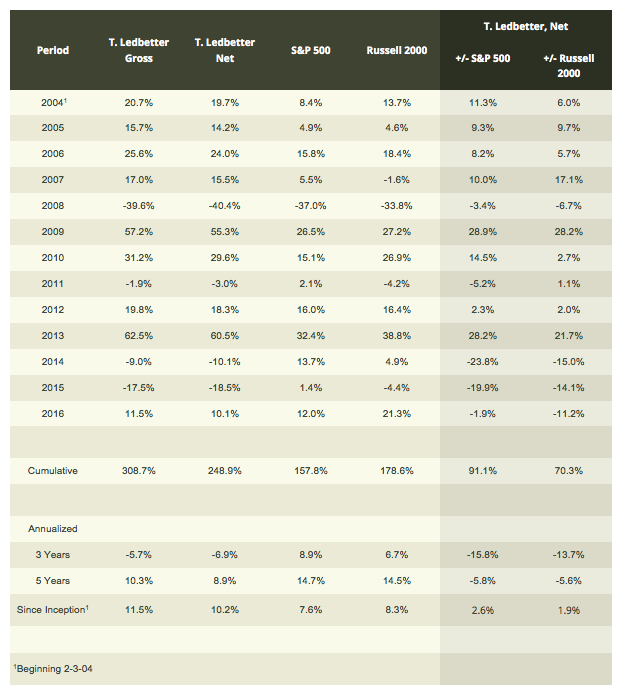 T. Ledbetter, Net
Period T. Ledbetter Gross T. Ledbetter Net S&P 500 Russell 2000 +/- S&P 500 +/- Russell 2000
2004¹ 20.7% 19.7% 8.4% 13.7% 11.3% 6.0%
2005 15.7% 14.2% 4.9% 4.6% 9.3% 9.7%
2006 25.6% 24.0% 15.8% 18.4% 8.2% 5.7%
2007 17.0% 15.5% 5.5% -1.6% 10.0% 17.1%
2008 -39.6% -40.4% -37.0% -33.8% -3.4% -6.7%
2009 57.2% 55.3% 26.5% 27.2% 28.9% 28.2%
2010 31.2% 29.6% 15.1% 26.9% 14.5% 2.7%
2011 -1.9% -3.0% 2.1% -4.2% -5.2% 1.1%
2012 19.8% 18.3% 16.0% 16.4% 2.3% 2.0%
2013 62.5% 60.5% 32.4% 38.8% 28.2% 21.7%
2014 -9.0% -10.1% 13.7% 4.9% -23.8% -15.0%
2015 -17.5% -18.5% 1.4% -4.4% -19.9% -14.1%
2016 11.5% 10.1% 12.0% 21.3% -1.9% -11.2%
Cumulative 308.7% 248.9% 157.8% 178.6% 91.1% 70.3%
Annualized
3 Years -5.7% -6.9% 8.9% 6.7% -15.8% -13.7%
5 Years 10.3% 8.9% 14.7% 14.5% -5.8% -5.6%
Since Inception¹ 11.5% 10.2% 7.6% 8.3% 2.6% 1.9%
¹Beginning 2-3-04